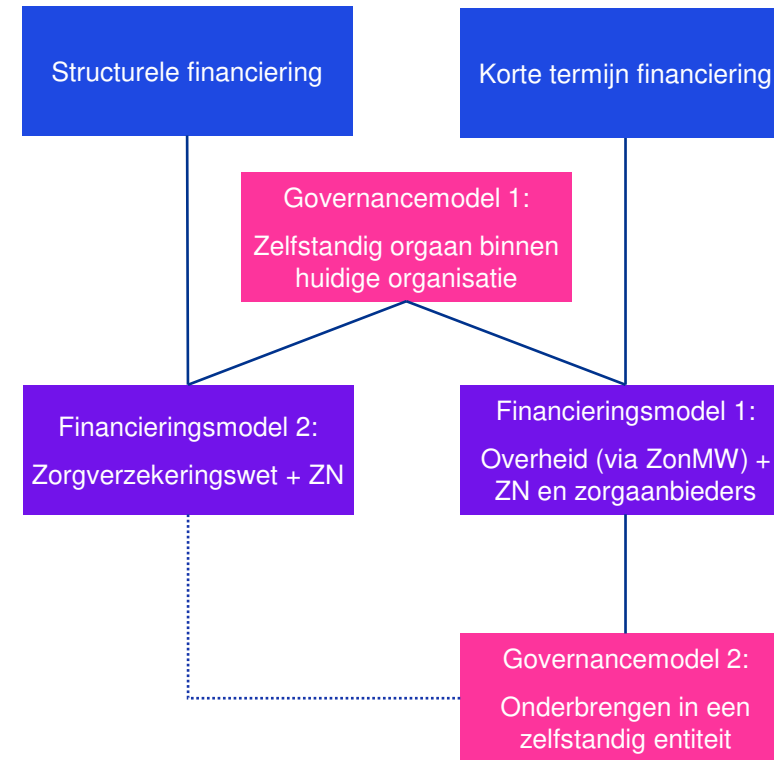 Structurele financiering
Korte termijn financiering
Governancemodel 1:
Zelfstandig orgaan binnen
huidige organisatie
Financieringsmodel 2:
Zorgverzekeringswet + ZN
Financieringsmodel 1:
Overheid (via ZonMW) +
ZN en zorgaanbieders
Governancemodel 2:
Onderbrengen in een
zelfstandig entiteit